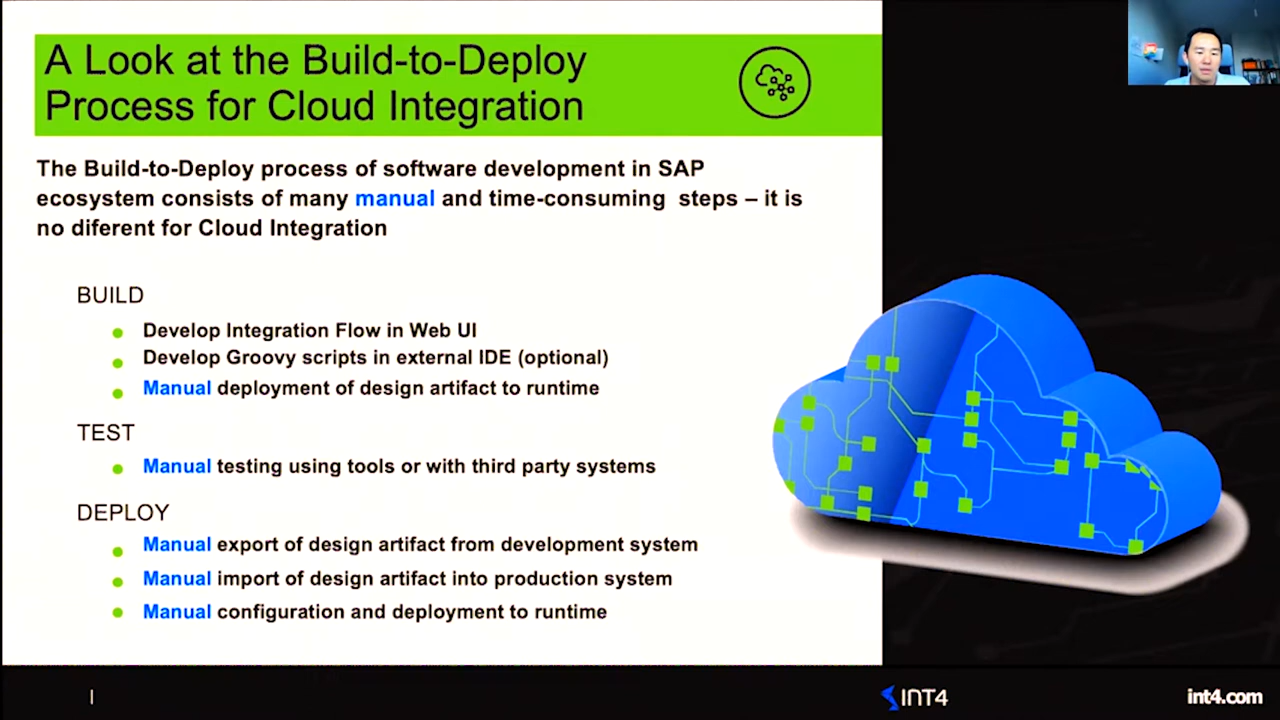 A Look at the Build-to-Deploy
Process for Cloud Integration
The Build-to-Deploy process of software development in SAP
ecosystem consists of many manual and time-consuming steps – it is
no diferent for Cloud Integration
BUILD
Develop Integration Flow in Web UI
Develop Groovy scripts in external IDE (optional)
Manual deployment of design artifact to runtime
TEST
Manual testing using tools or with third party systems
DEPLOY
Manual export of design artifact from development system
Manual import of design artifact into production system
Manual configuration and deployment to runtime
INT4
int4.com